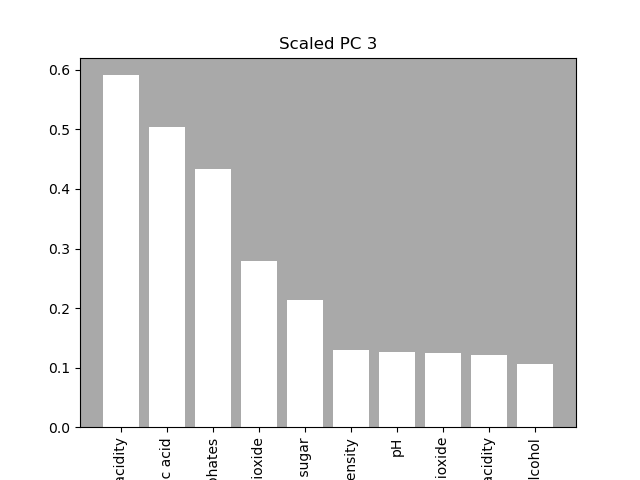 Scaled PC 3
0.6
0.5
0.4
0.3
0.2
0.1
0.0
acidity
c acid
hates
ioxide
sugar
ensity
pH
ioxide
acidity
lcohol